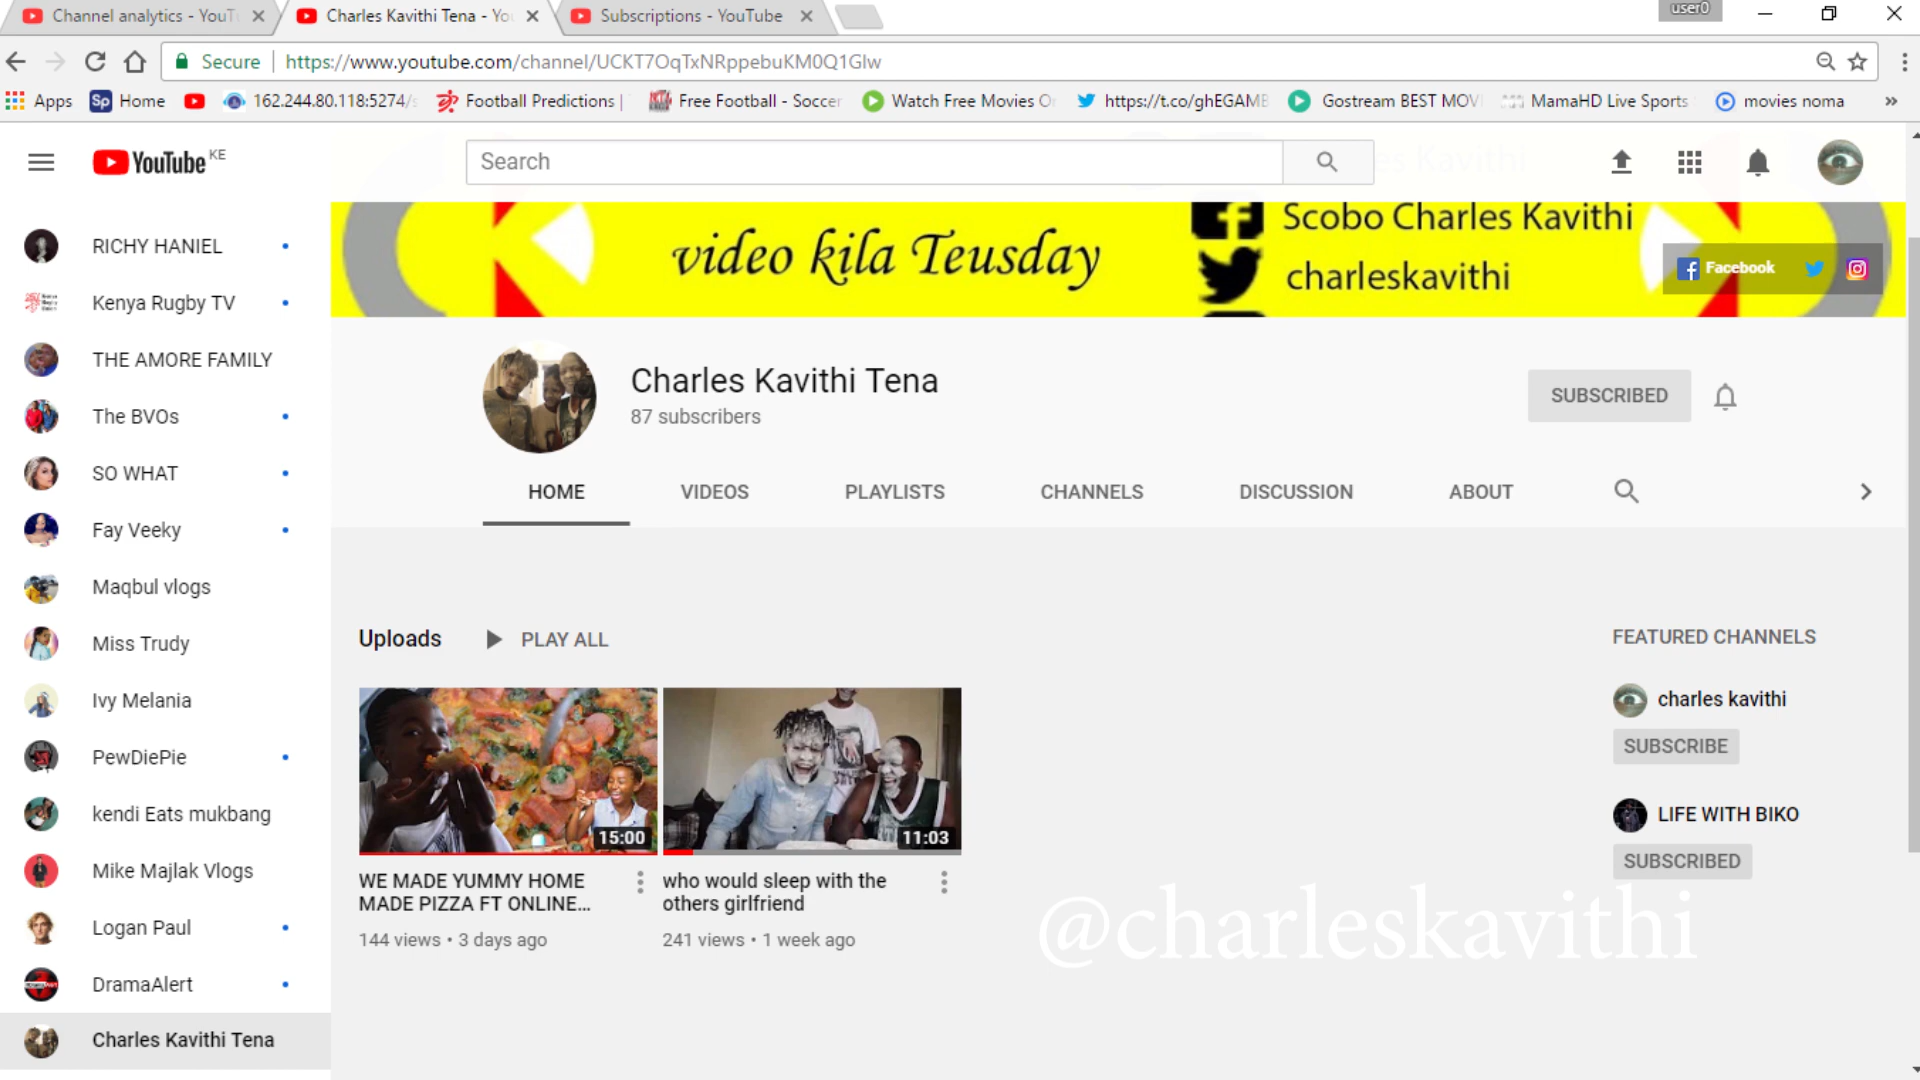 Channel analytics - YouT
Charles Kavithi Tena - Yo
Subscriptions - YouTube
user0
Secure
https://www.youtube.com/channel/UCKT7OqTxNRppebuKM0Q1Glw
Apps
Sp Home
162.244.80.118:5274/
Football Predictions |
Free Football - Soccer
Watch Free Movies O
https://t.co/ghEGAMB
Gostream BEST MOV
MamaHD Live Sports
movies noma
»
YouTube KE
Search
es Kavithi
video kila Teusday
Scobo Charles Kavithi
charleskavithi
Facebook
RICHY HANIEL
Kenya Rugby TV
THE AMORE FAMILY
The BVOs
SO WHAT
Fay Veeky
Maqbul vlogs
Miss Trudy
Ivy Melania
PewDiePie
kendi Eats mukbang
Mike Majlak Vlogs
Logan Paul
DramaAlert
Charles Kavithi Tena
Charles Kavithi Tena
87 subscribers
SUBSCRIBED
HOME VIDEOS PLAYLISTS CHANNELS DISCUSSION ABOUT
Uploads PLAY ALL
15:00
WE MADE YUMMY HOME
MADE PIZZA FT ONLINE...
144 views • 3 days ago
11:03
who would sleep with the
others girlfriend
241 views • 1 week ago
FEATURED CHANNELS
charles kavithi
SUBSCRIBE
LIFE WITH BIKO
SUBSCRIBED
@charleskavithi